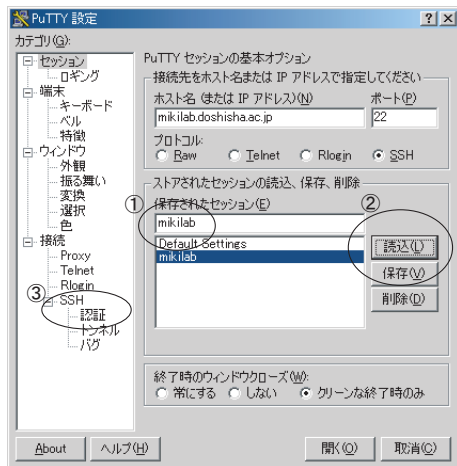 PuTTY 設定
カテゴリ(G):
セッション
ロギング
端末
キーボード
ベル
特徴
ウィンドウ
外観
振る舞い
変換
選択
色
接続
Proxy
Telnet
Rlogin
SSH
認証
トンネル
バグ
③
PuTTY セッションの基本オプション
接続先をホスト名または IP アドレスで指定してください
ホスト名 (または IP アドレス)(N) ポート(P)
mikilab.doshisha.ac.jp 22
プロトコル:
Raw Telnet Rlogin SSH
ストアされたセッションの読込、保存、削除
① 保存されたセッション(E) ②
mikilab
Default Settings 読込(L)
mikilab
保存(V)
削除(D)
終了時のウィンドウクローズ(W):
常にする しない クリーンな終了時のみ
About ヘルプ(H) 開く(O) 取消(C)